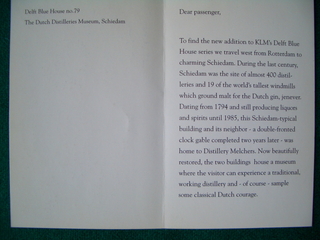 Delft Blue House no.79
The Dutch Distilleries Museum, Schiedam.
Dear passenger,
To find the new addition to KLM's Delft Blue
House series we travel went from Rotterdam to
charming Schiedam. During the last century,
Schiedam was the site of almost 400 distil-
leries and 19 of the world's tallest windmills
which ground malt for the Dutch gin, jenever.
Dating from 1794 and still producing liquors
and spirits until 1985, this Schiedam-typical
building and its neighbor - a double-fronted
clock gable completed two years later - was
home to Distillery Melchers. Now beautifully
restored, the two buildings house a museum
where the visitor can experience a traditional,
working distillery and - of course - sample
some classical Dutch courage.